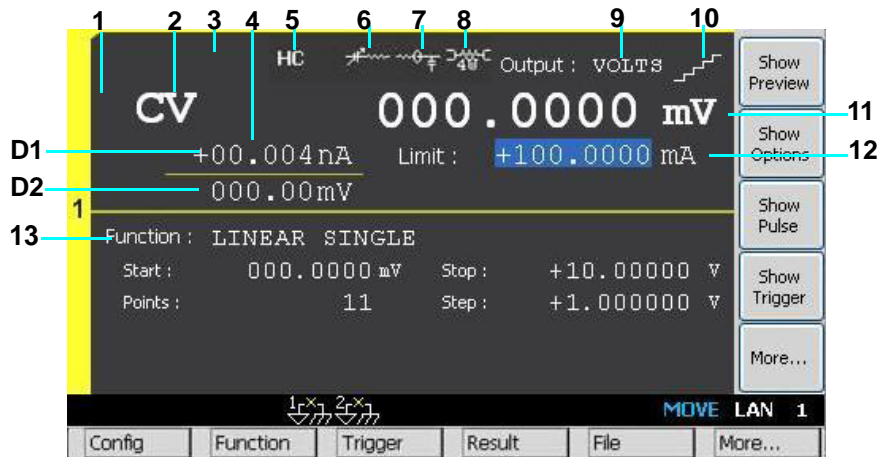 1 2 3 4 5 6 7 8 9 10
HC 4W Output : VOLTS
Show Preview
CV 000.0000 mV 11
D1 +00.004nA Limit : +100.0000 mA 12
Show Options
D2 000.00mV
1
Show Pulse
13 Function : LINEAR SINGLE
Start : 000.0000 mV Stop : +10.00000 V
Show Trigger
Points : 11 Step : +1.000000 V
More...
1 2 MOVE LAN 1
Config Function Trigger Result File More...